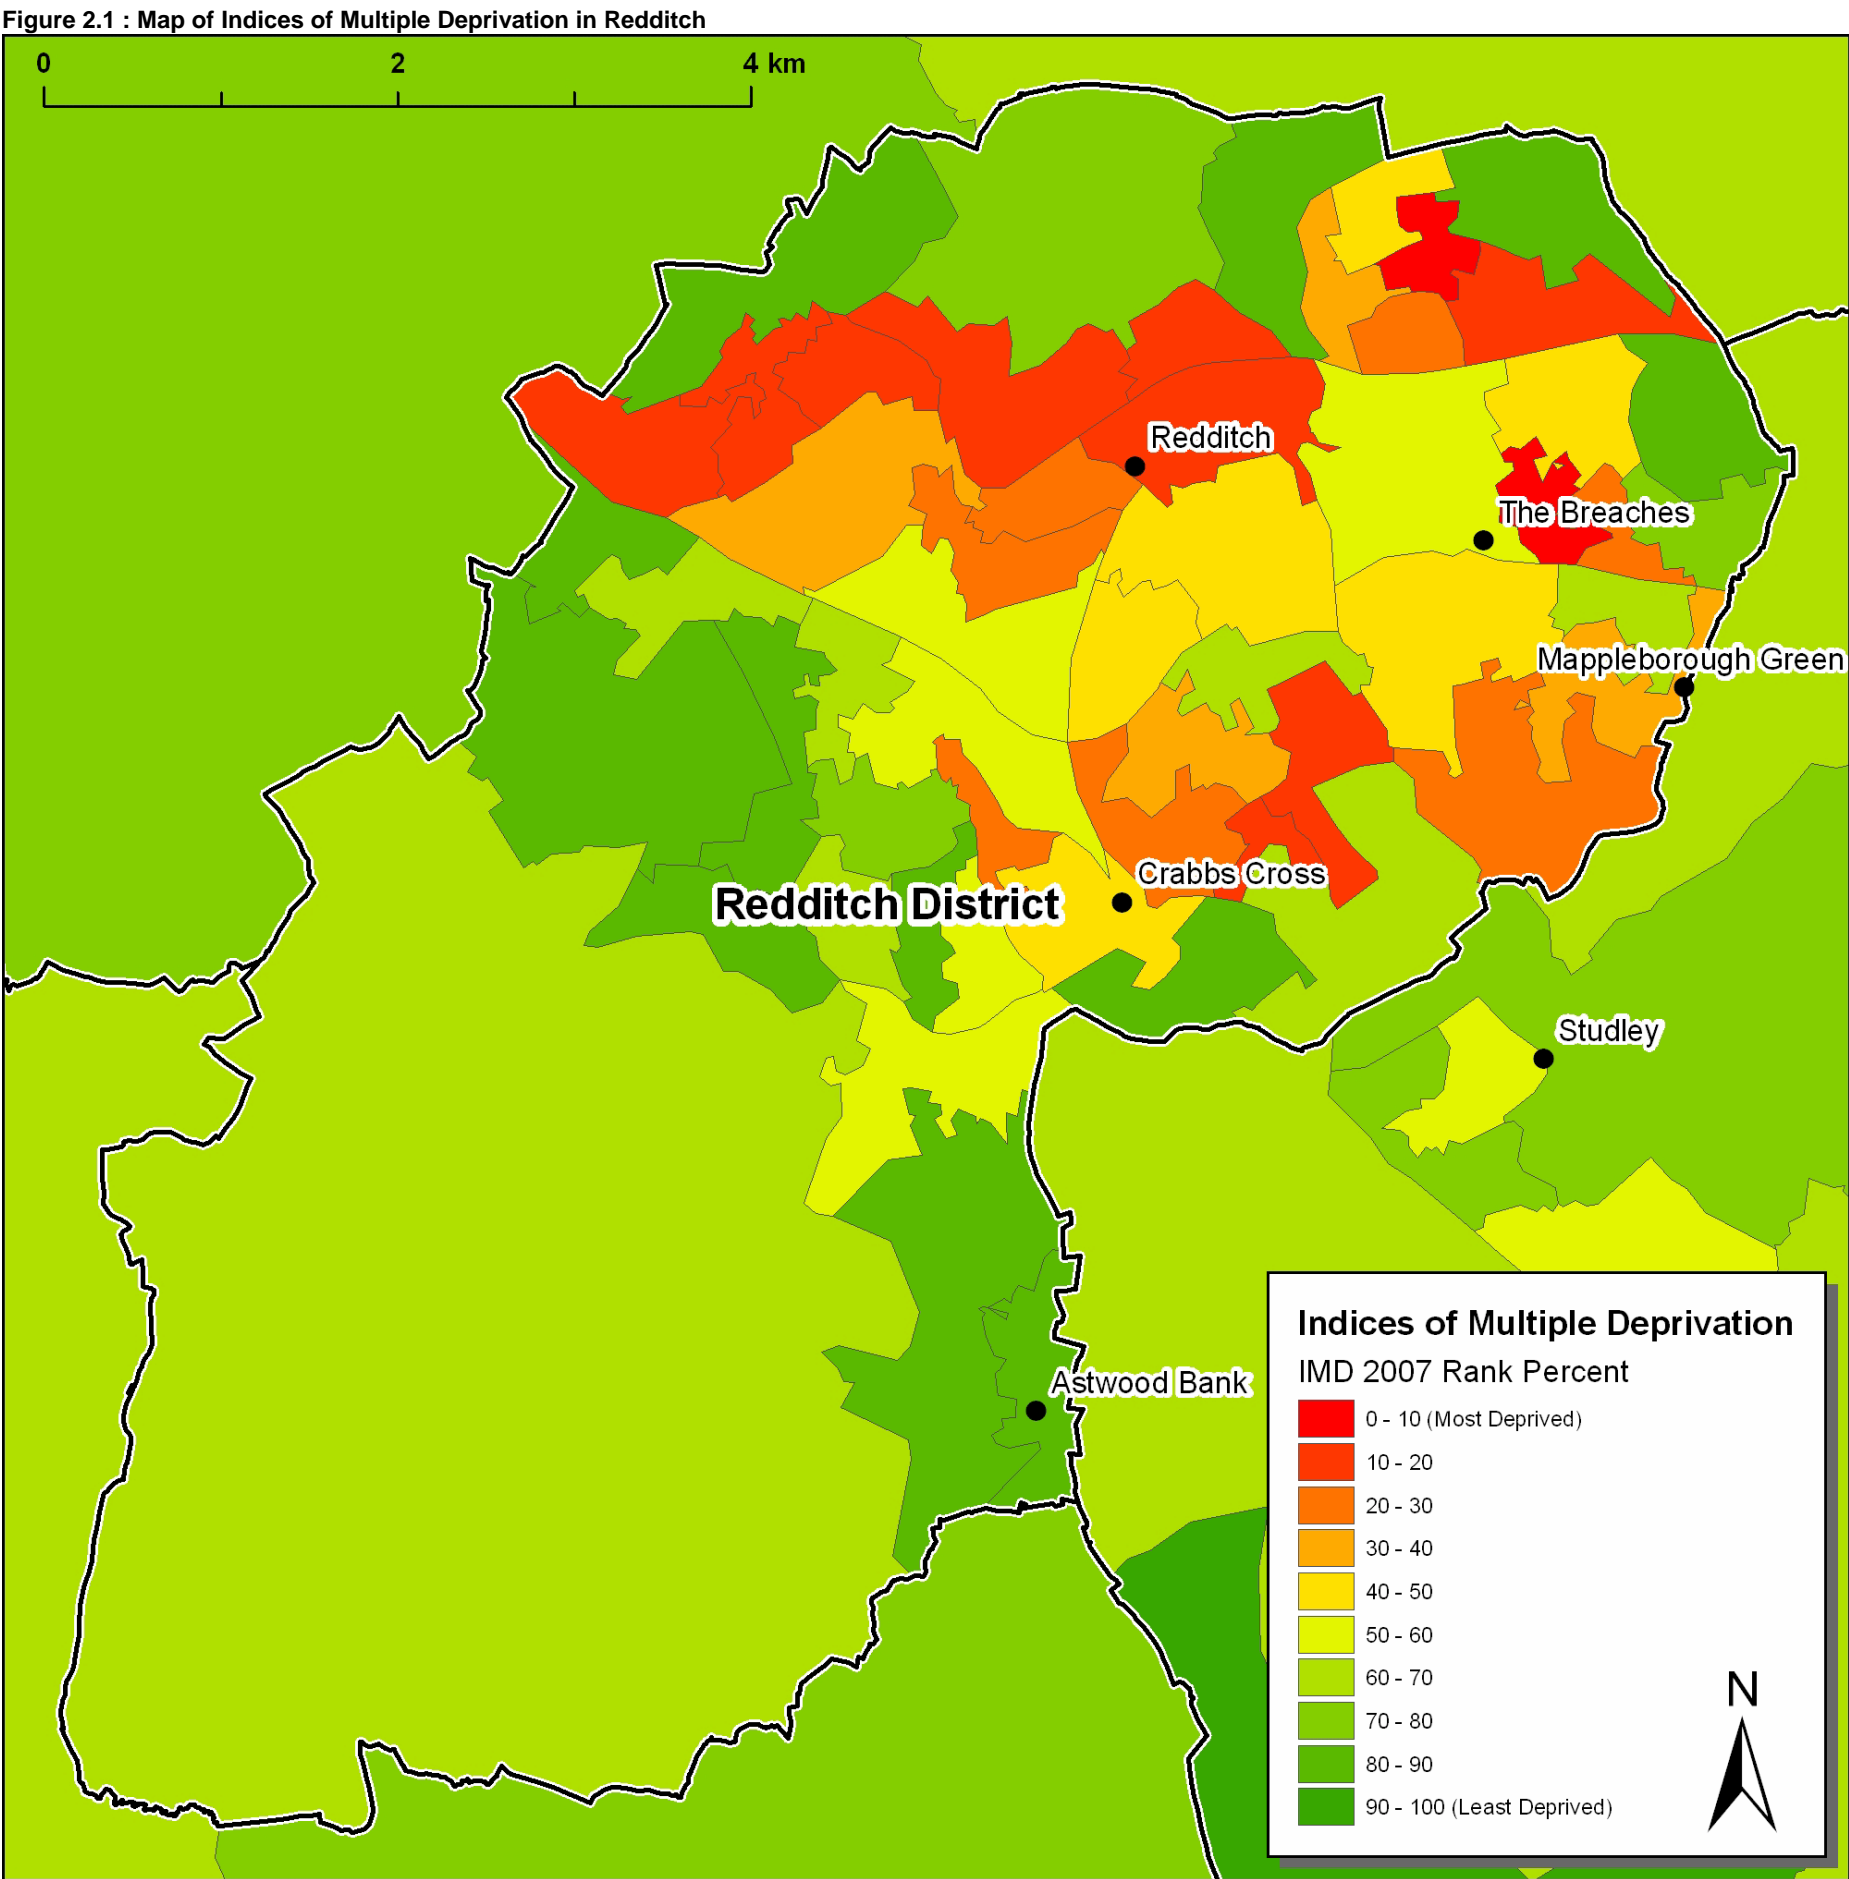 Figure 2.1 : Map of Indices of Multiple Deprivation in Redditch
0 2 4 km
Redditch
The Breaches
Mappleborough Green
Crabbs Cross
Redditch District
Studley
Astwood Bank
Indices of Multiple Deprivation
IMD 2007 Rank Percent
0 - 10 (Most Deprived)
10 - 20
20 - 30
30 - 40
40 - 50
50 - 60
60 - 70
70 - 80
80 - 90
90 - 100 (Least Deprived)
N